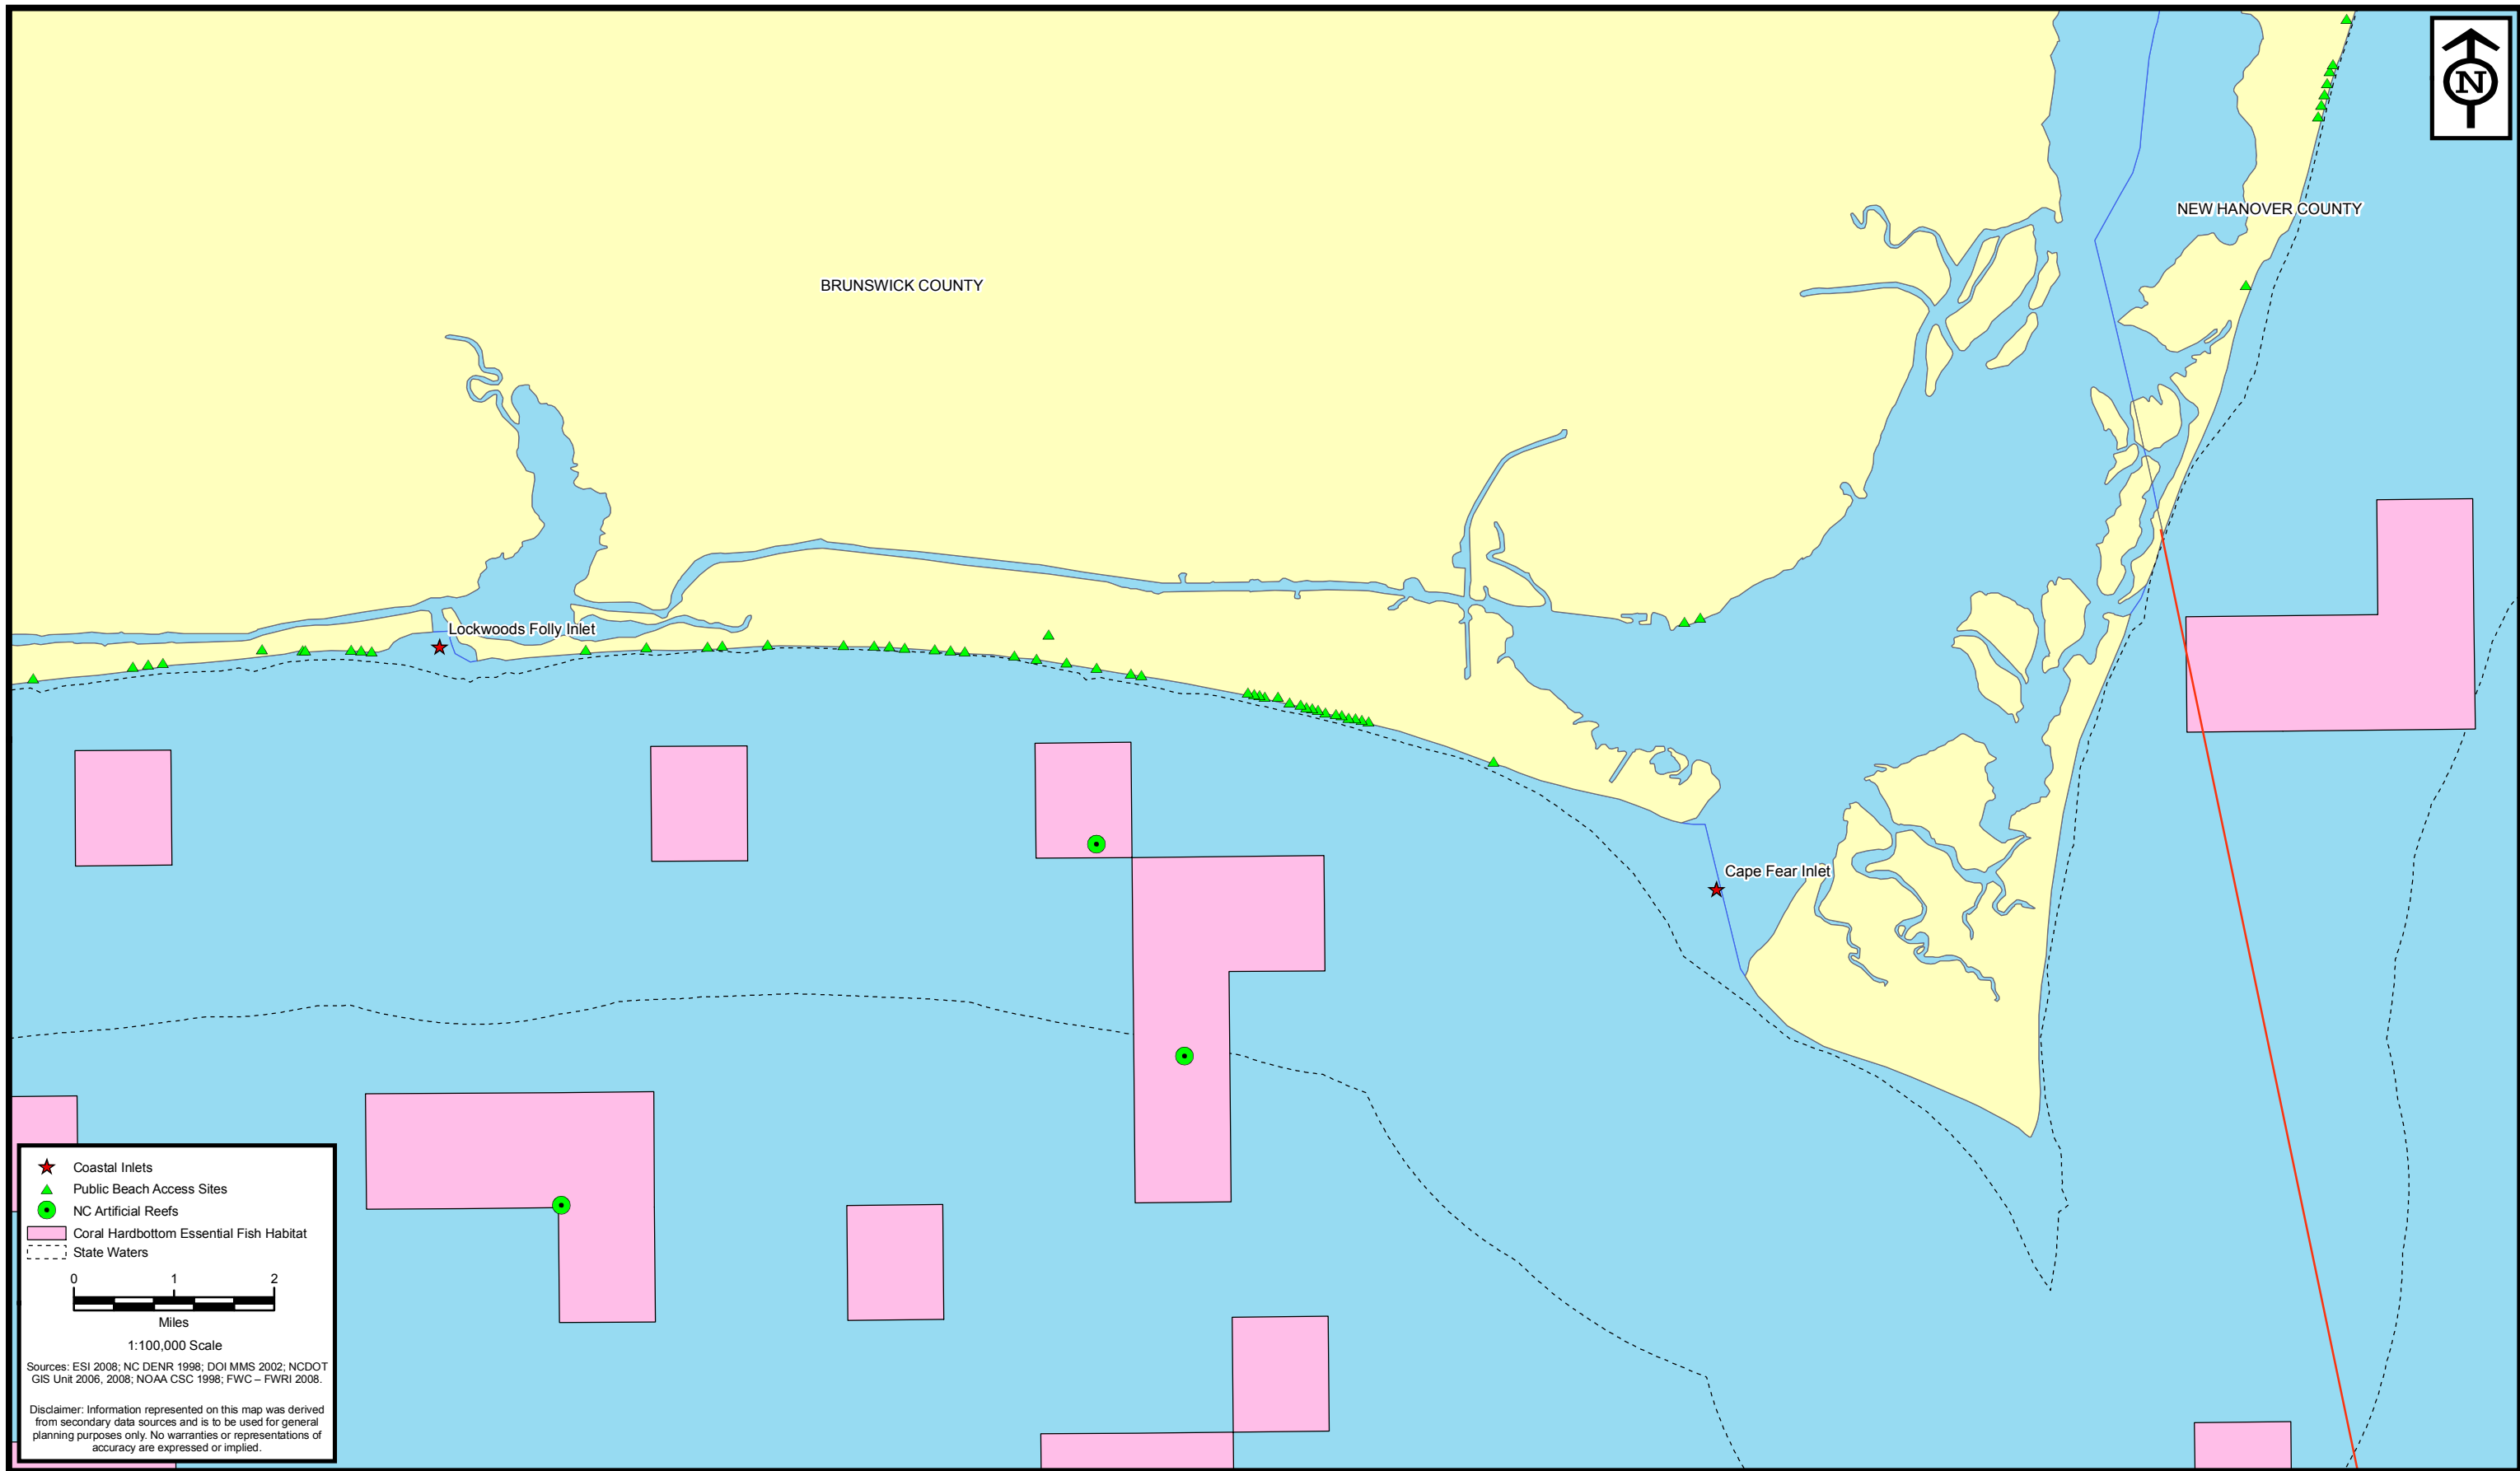 N
NEW HANOVER COUNTY
BRUNSWICK COUNTY
Lockwoods Folly Inlet
Cape Fear Inlet
Coastal Inlets
Public Beach Access Sites
NC Artificial Reefs
Coral Hardbottom Essential Fish Habitat
State Waters
0 1 2
Miles
1:100,000 Scale
Sources: ESI 2008; NC DENR 1998; DOI MMS 2002; NCDOT
GIS Unit 2006, 2008; NOAA CSC 1998; FWC – FWRI 2008.
Disclaimer: Information represented on this map was derived
from secondary data sources and is to be used for general
planning purposes only. No warranties or representations of
accuracy are expressed or implied.